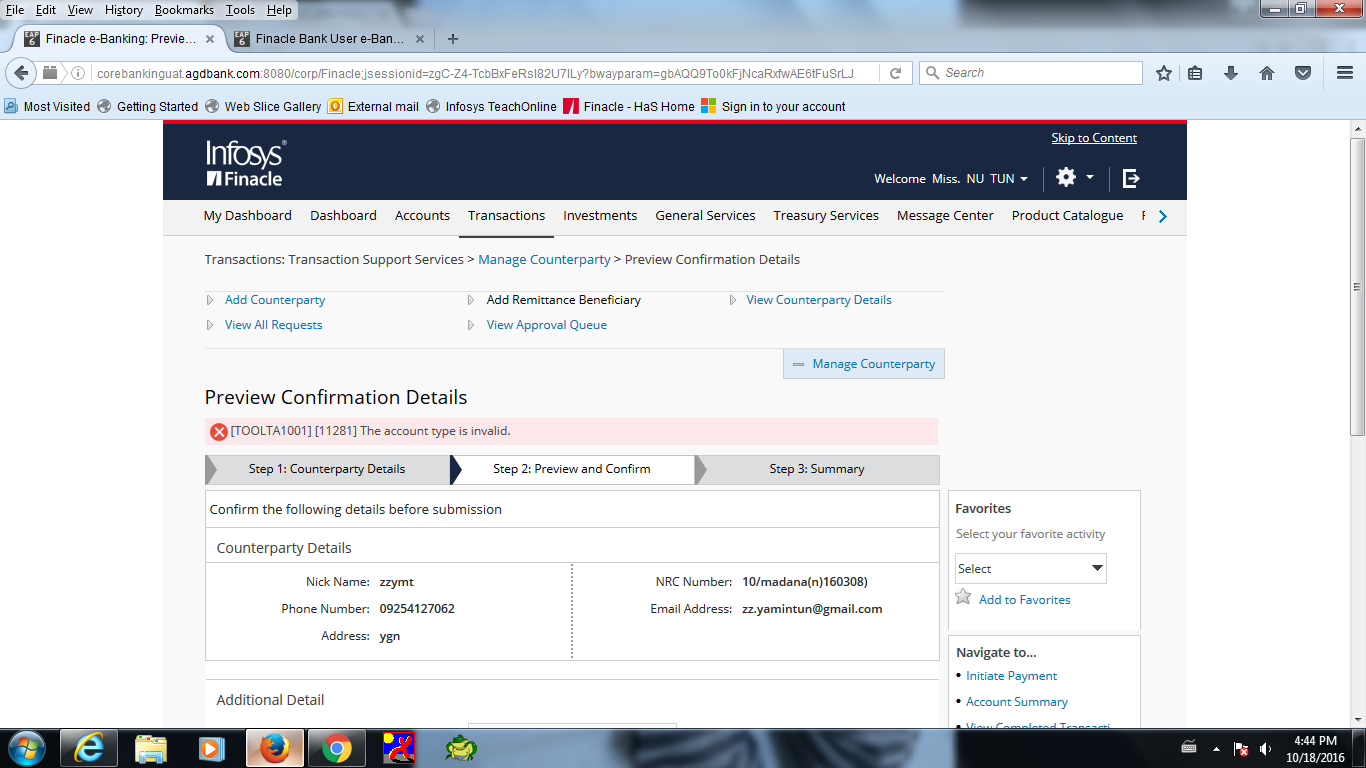 File Edit View History Bookmarks Tools Help
Finacle e-Banking: Previe... × Finacle Bank User e-Ban... × +
corebankinguat.agdbank.com:8080/corp/Finacle;jsessionid=zgC-Z4-TcbBxFeRsI82U7ILy?bwayparam=gbAQQ9To0kFjNcaRxfwAE6tFuSrLJ
Search
Most Visited Getting Started Web Slice Gallery External mail Infosys TeachOnline Finacle - HaS Home Sign in to your account
Skip to Content
Infosys®
Finacle
Welcome Miss. NU TUN
My Dashboard Dashboard Accounts Transactions Investments General Services Treasury Services Message Center Product Catalogue
Transactions: Transaction Support Services > Manage Counterparty > Preview Confirmation Details
Add Counterparty Add Remittance Beneficiary View Counterparty Details
View All Requests View Approval Queue
Manage Counterparty
Preview Confirmation Details
[TOOLTA1001] [11281] The account type is invalid.
Step 1: Counterparty Details Step 2: Preview and Confirm Step 3: Summary
Confirm the following details before submission
Counterparty Details
Nick Name: zzymt NRC Number: 10/madana(n)160308)
Phone Number: 09254127062 Email Address: zz.yamintun@gmail.com
Address: ygn
Additional Detail
Favorites
Select your favorite activity
Select
Add to Favorites
Navigate to...
Initiate Payment
Account Summary
View Completed Transacti
4:44 PM
10/18/2016